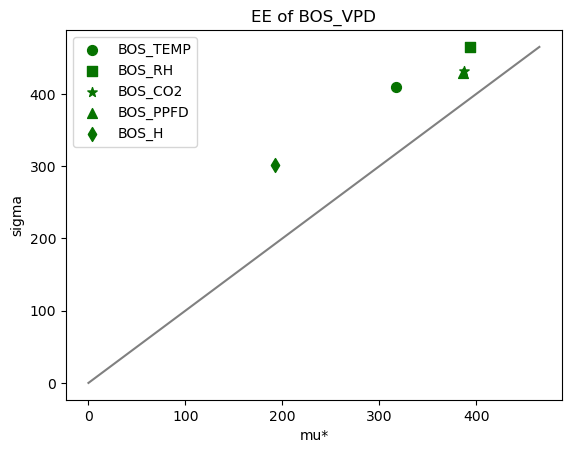 EE of BOS_VPD
BOS_TEMP
BOS_RH
BOS_CO2
BOS_PPFD
BOS_H
400
300
200
100
0
sigma
0
100
200
300
400
mu*